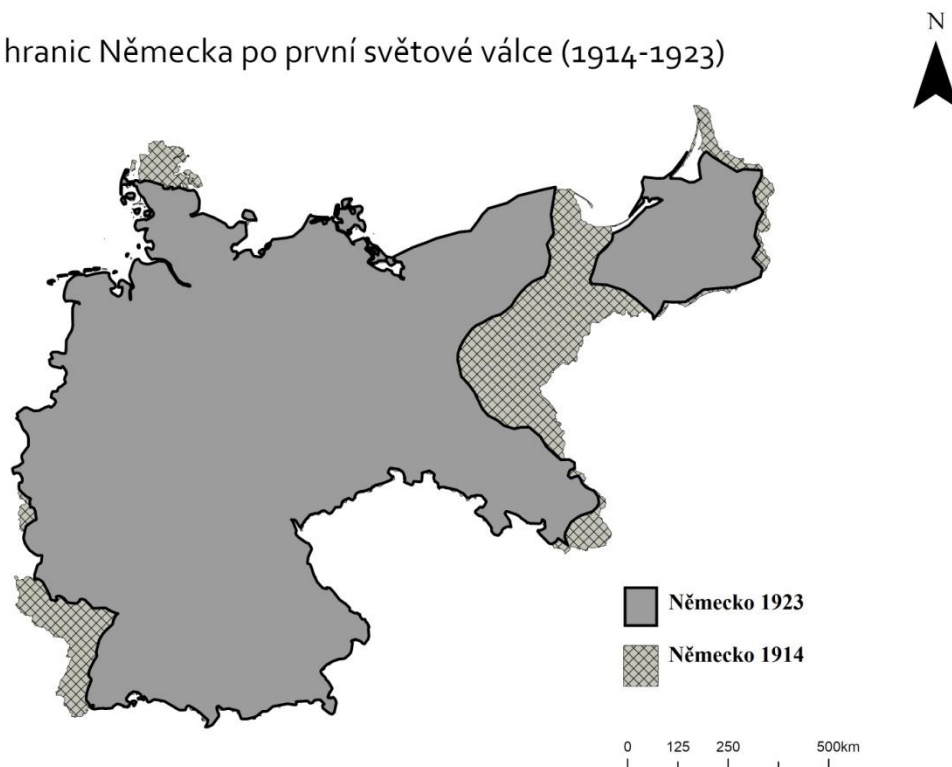 N
hranic Německa po první světové válce (1914-1923)
Německo 1923
Německo 1914
0 125 250 500km